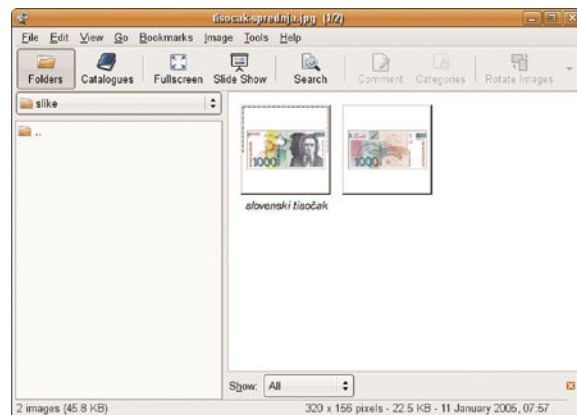 tisocak-sprednja.jpg (1/2)
File Edit View Go Bookmarks Image Tools Help
Folders Catalogues Fullscreen Slide Show Search Comment Categories Rotate Images
slike
..
1000 1000
slovenski tisočak
Show: All
2 images (45.8 KB) 320 x 156 pixels - 22.5 KB - 11 January 2005, 07:57